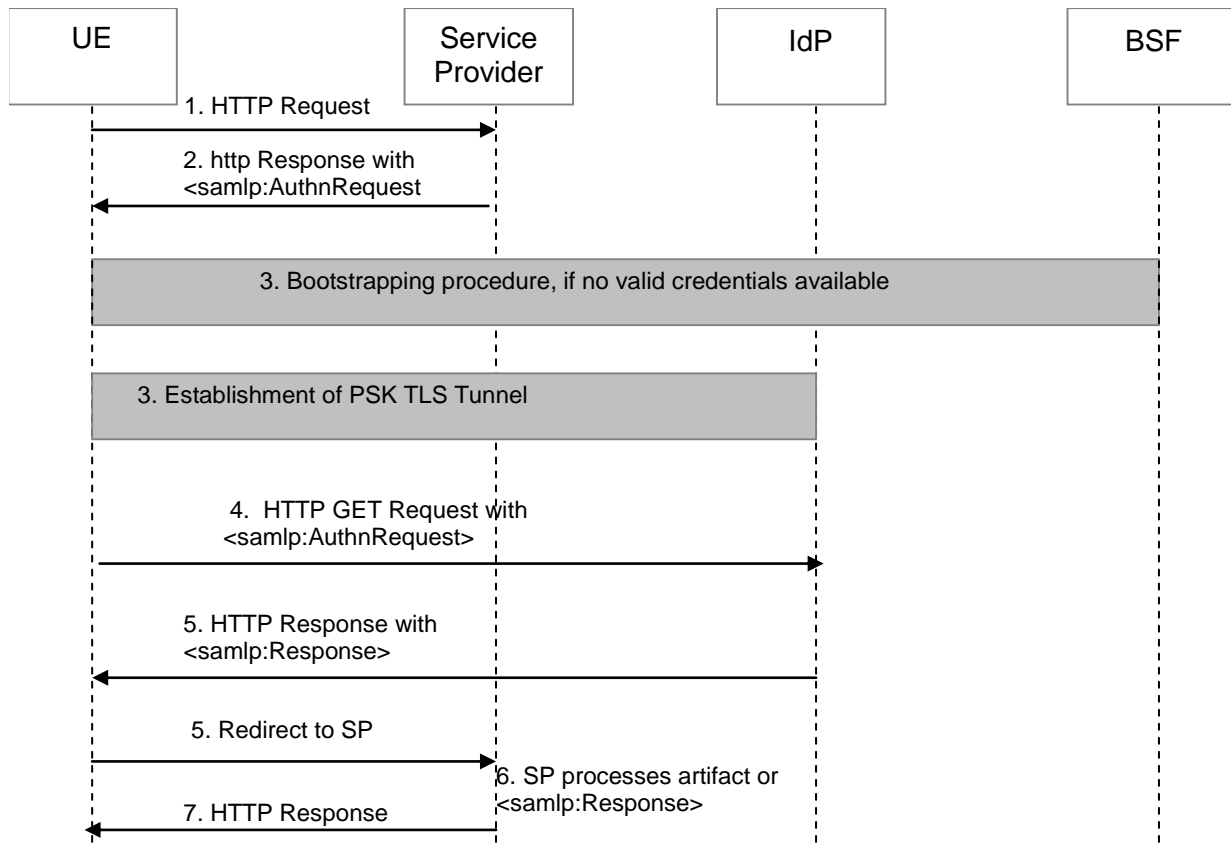 UE
Service
Provider
IdP
BSF
1. HTTP Request
2. http Response with
<samlp:AuthnRequest
3. Bootstrapping procedure, if no valid credentials available
3. Establishment of PSK TLS Tunnel
4. HTTP GET Request with
<samlp:AuthnRequest>
5. HTTP Response with
<samlp:Response>
5. Redirect to SP
6. SP processes artifact or
<samlp:Response>
7. HTTP Response